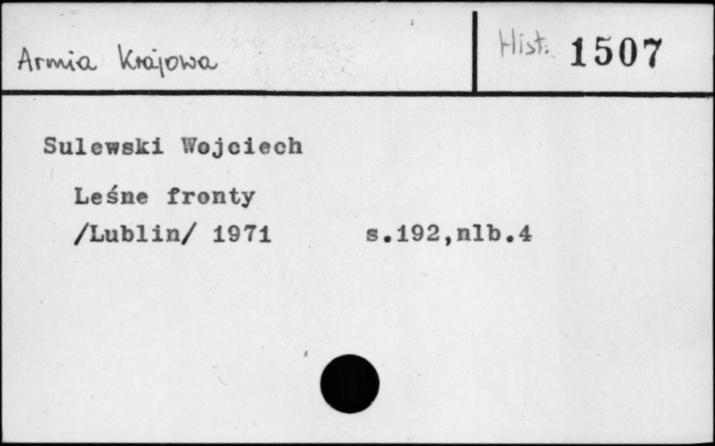 Armia Krajowa
Hist. 1507
Sulewski Wojciech
Leśne fronty
/Lublin/ 1971 s.192,nlb.4